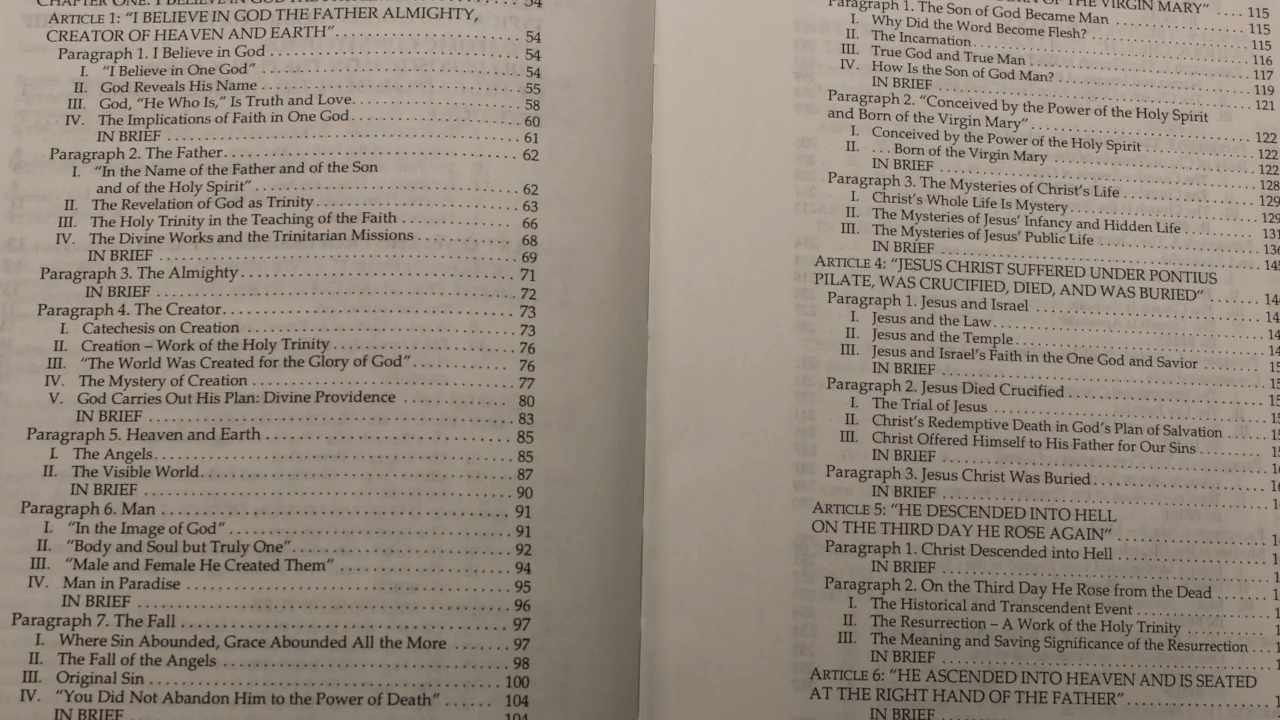 CHAPTER ONE: I BELIEVE IN GOD THE FATHER 54
ARTICLE 1: “I BELIEVE IN GOD THE FATHER ALMIGHTY,
CREATOR OF HEAVEN AND EARTH” 54
Paragraph 1. I Believe in God 54
I. “I Believe in One God” 54
II. God Reveals His Name 55
III. God, “He Who Is,” Is Truth and Love 58
IV. The Implications of Faith in One God 60
IN BRIEF 61
Paragraph 2. The Father 62
I. “In the Name of the Father and of the Son
and of the Holy Spirit” 62
II. The Revelation of God as Trinity 63
III. The Holy Trinity in the Teaching of the Faith 66
IV. The Divine Works and the Trinitarian Missions 68
IN BRIEF 69
Paragraph 3. The Almighty 71
IN BRIEF 72
Paragraph 4. The Creator 73
I. Catechesis on Creation 73
II. Creation – Work of the Holy Trinity 76
III. “The World Was Created for the Glory of God” 76
IV. The Mystery of Creation 77
V. God Carries Out His Plan: Divine Providence 80
IN BRIEF 83
Paragraph 5. Heaven and Earth 85
I. The Angels 85
II. The Visible World 87
IN BRIEF 90
Paragraph 6. Man 91
I. “In the Image of God” 91
II. “Body and Soul but Truly One” 92
III. “Male and Female He Created Them” 94
IV. Man in Paradise 95
IN BRIEF 96
Paragraph 7. The Fall 97
I. Where Sin Abounded, Grace Abounded All the More 97
II. The Fall of the Angels 98
III. Original Sin 100
IV. “You Did Not Abandon Him to the Power of Death” 104
IN BRIEF 104
OF THE VIRGIN MARY” 115
Paragraph 1. The Son of God Became Man 115
I. Why Did the Word Become Flesh? 115
II. The Incarnation 116
III. True God and True Man 117
IV. How Is the Son of God Man? 119
IN BRIEF 121
Paragraph 2. “Conceived by the Power of the Holy Spirit
and Born of the Virgin Mary” 122
I. Conceived by the Power of the Holy Spirit 122
II. . . . Born of the Virgin Mary 122
IN BRIEF 128
Paragraph 3. The Mysteries of Christ’s Life 129
I. Christ’s Whole Life Is Mystery 129
II. The Mysteries of Jesus’ Infancy and Hidden Life 131
III. The Mysteries of Jesus’ Public Life 13
IN BRIEF 14
ARTICLE 4: “JESUS CHRIST SUFFERED UNDER PONTIUS
PILATE, WAS CRUCIFIED, DIED, AND WAS BURIED” 14
Paragraph 1. Jesus and Israel 14
I. Jesus and the Law 14
II. Jesus and the Temple 14
III. Jesus and Israel’s Faith in the One God and Savior 15
IN BRIEF 15
Paragraph 2. Jesus Died Crucified 15
I. The Trial of Jesus 15
II. Christ’s Redemptive Death in God’s Plan of Salvation 1
III. Christ Offered Himself to His Father for Our Sins 1
IN BRIEF 1
Paragraph 3. Jesus Christ Was Buried 1
IN BRIEF 1
ARTICLE 5: “HE DESCENDED INTO HELL
ON THE THIRD DAY HE ROSE AGAIN” 1
Paragraph 1. Christ Descended into Hell 1
IN BRIEF 1
Paragraph 2. On the Third Day He Rose from the Dead 1
I. The Historical and Transcendent Event 1
II. The Resurrection – A Work of the Holy Trinity 1
III. The Meaning and Saving Significance of the Resurrection 1
IN BRIEF
ARTICLE 6: “HE ASCENDED INTO HEAVEN AND IS SEATED
AT THE RIGHT HAND OF THE FATHER” 1
IN BRIEF